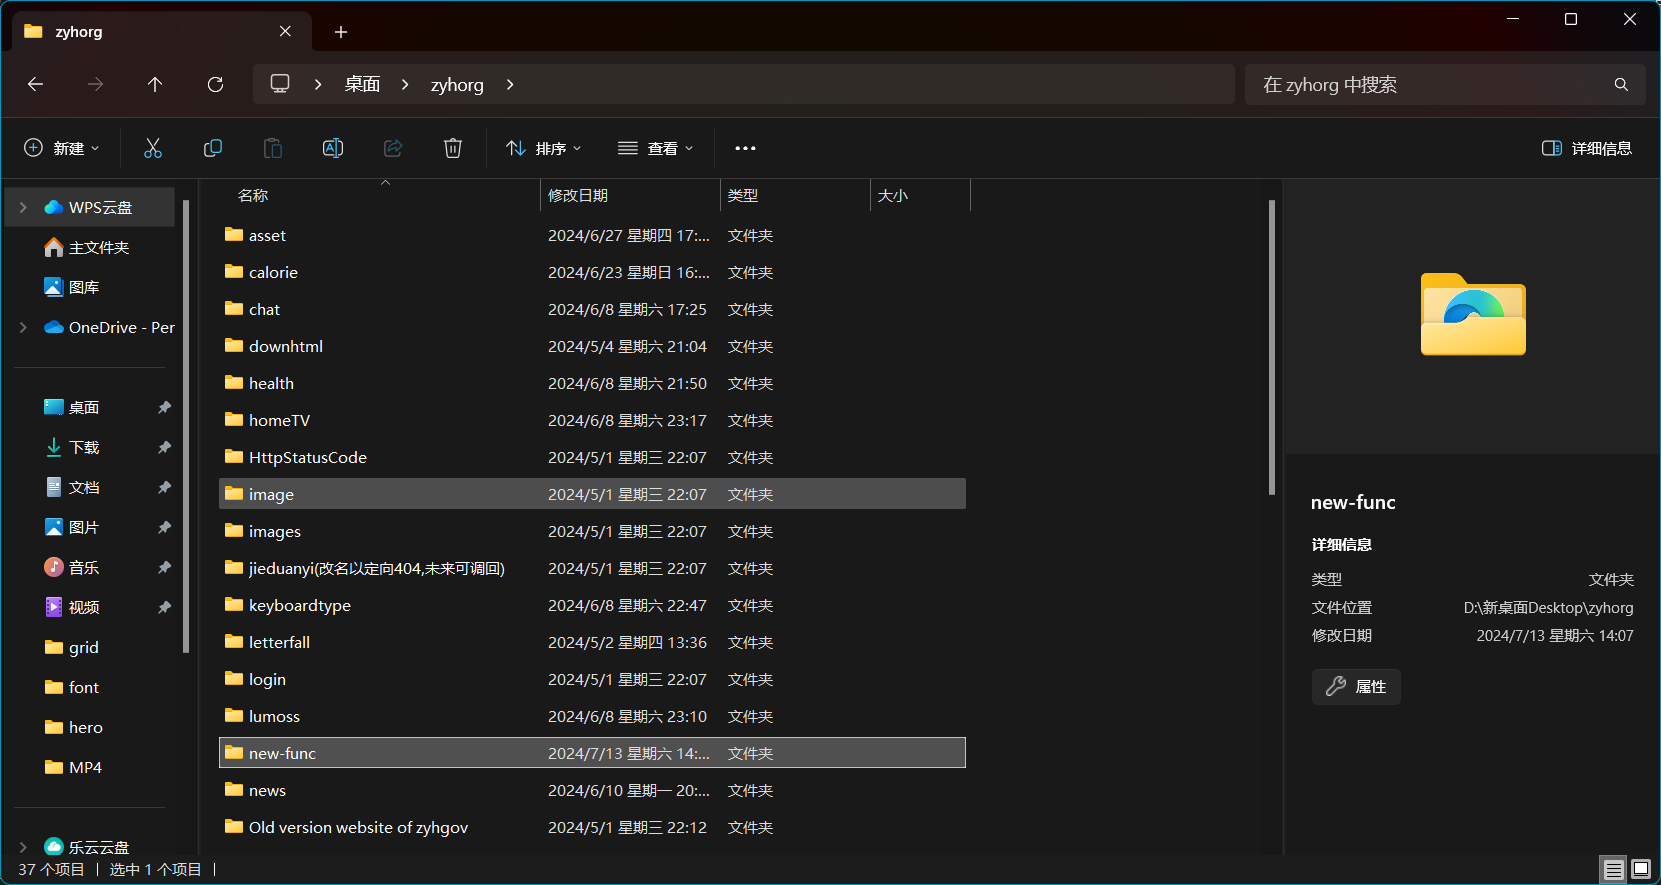 zyhorg
桌面
zyhorg
在 zyhorg 中搜索
新建
排序
查看
详细信息
WPS云盘
主文件夹
图库
OneDrive - Per
桌面
下载
文档
图片
音乐
视频
grid
font
hero
MP4
乐云云盘
名称 修改日期 类型 大小
asset 2024/6/27 星期四 17:... 文件夹
calorie 2024/6/23 星期日 16:... 文件夹
chat 2024/6/8 星期六 17:25 文件夹
downhtml 2024/5/4 星期六 21:04 文件夹
health 2024/6/8 星期六 21:50 文件夹
homeTV 2024/6/8 星期六 23:17 文件夹
HttpStatusCode 2024/5/1 星期三 22:07 文件夹
image 2024/5/1 星期三 22:07 文件夹
images 2024/5/1 星期三 22:07 文件夹
jieduanyi(改名以定向404,未来可调回) 2024/5/1 星期三 22:07 文件夹
keyboardtype 2024/6/8 星期六 22:47 文件夹
letterfall 2024/5/2 星期四 13:36 文件夹
login 2024/5/1 星期三 22:07 文件夹
lumoss 2024/6/8 星期六 23:10 文件夹
new-func 2024/7/13 星期六 14:... 文件夹
news 2024/6/10 星期一 20:... 文件夹
Old version website of zyhgov 2024/5/1 星期三 22:12 文件夹
new-func
详细信息
类型 文件夹
文件位置 D:\新桌面Desktop\zyhorg
修改日期 2024/7/13 星期六 14:07
属性
37 个项目 | 选中 1 个项目 |